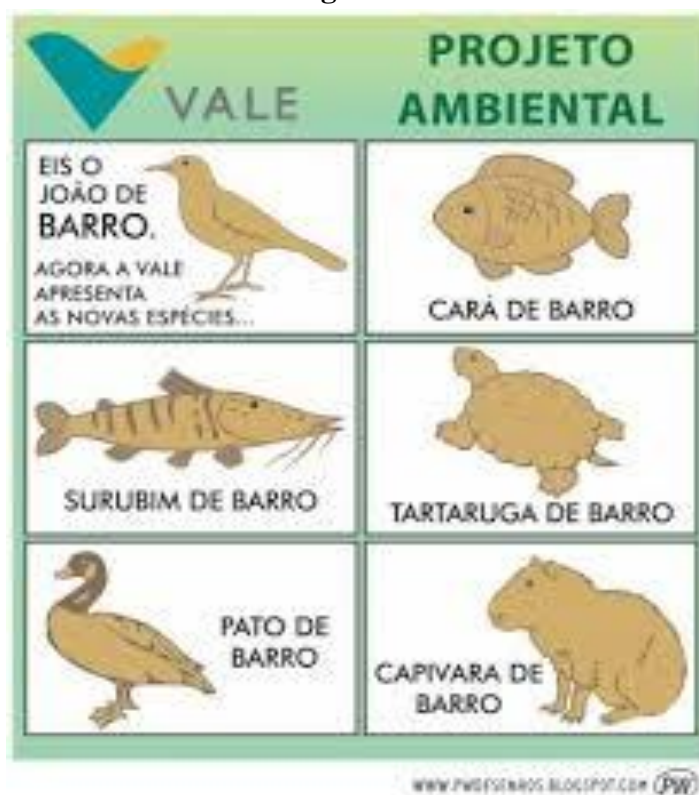 VALE
PROJETO
AMBIENTAL
EIS O
JOÃO DE
BARRO.
AGORA A VALE
APRESENTA
AS NOVAS ESPÉCIES...
CARÁ DE BARRO
SURUBIM DE BARRO
TARTARUGA DE BARRO
PATO DE
BARRO
CAPIVARA DE
BARRO
WWW.PWDESENHOS.BLOGSPOT.COM PW